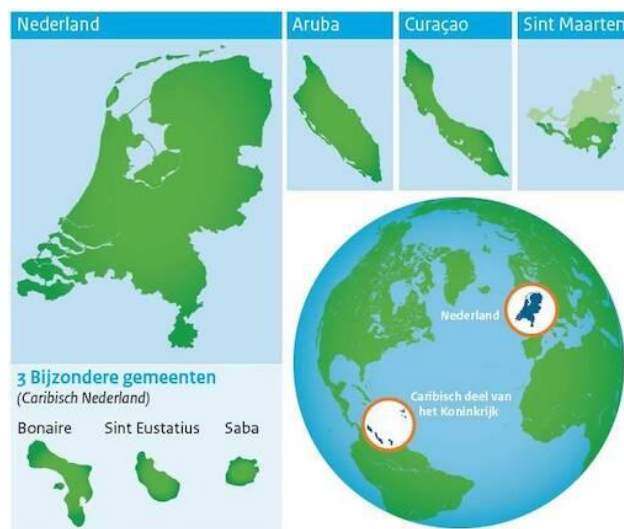 Nederland
Aruba
Curaçao
Sint Maarten
Nederland
Caribisch deel van
het Koninkrijk
3 Bijzondere gemeenten
(Caribisch Nederland)
Bonaire
Sint Eustatius
Saba